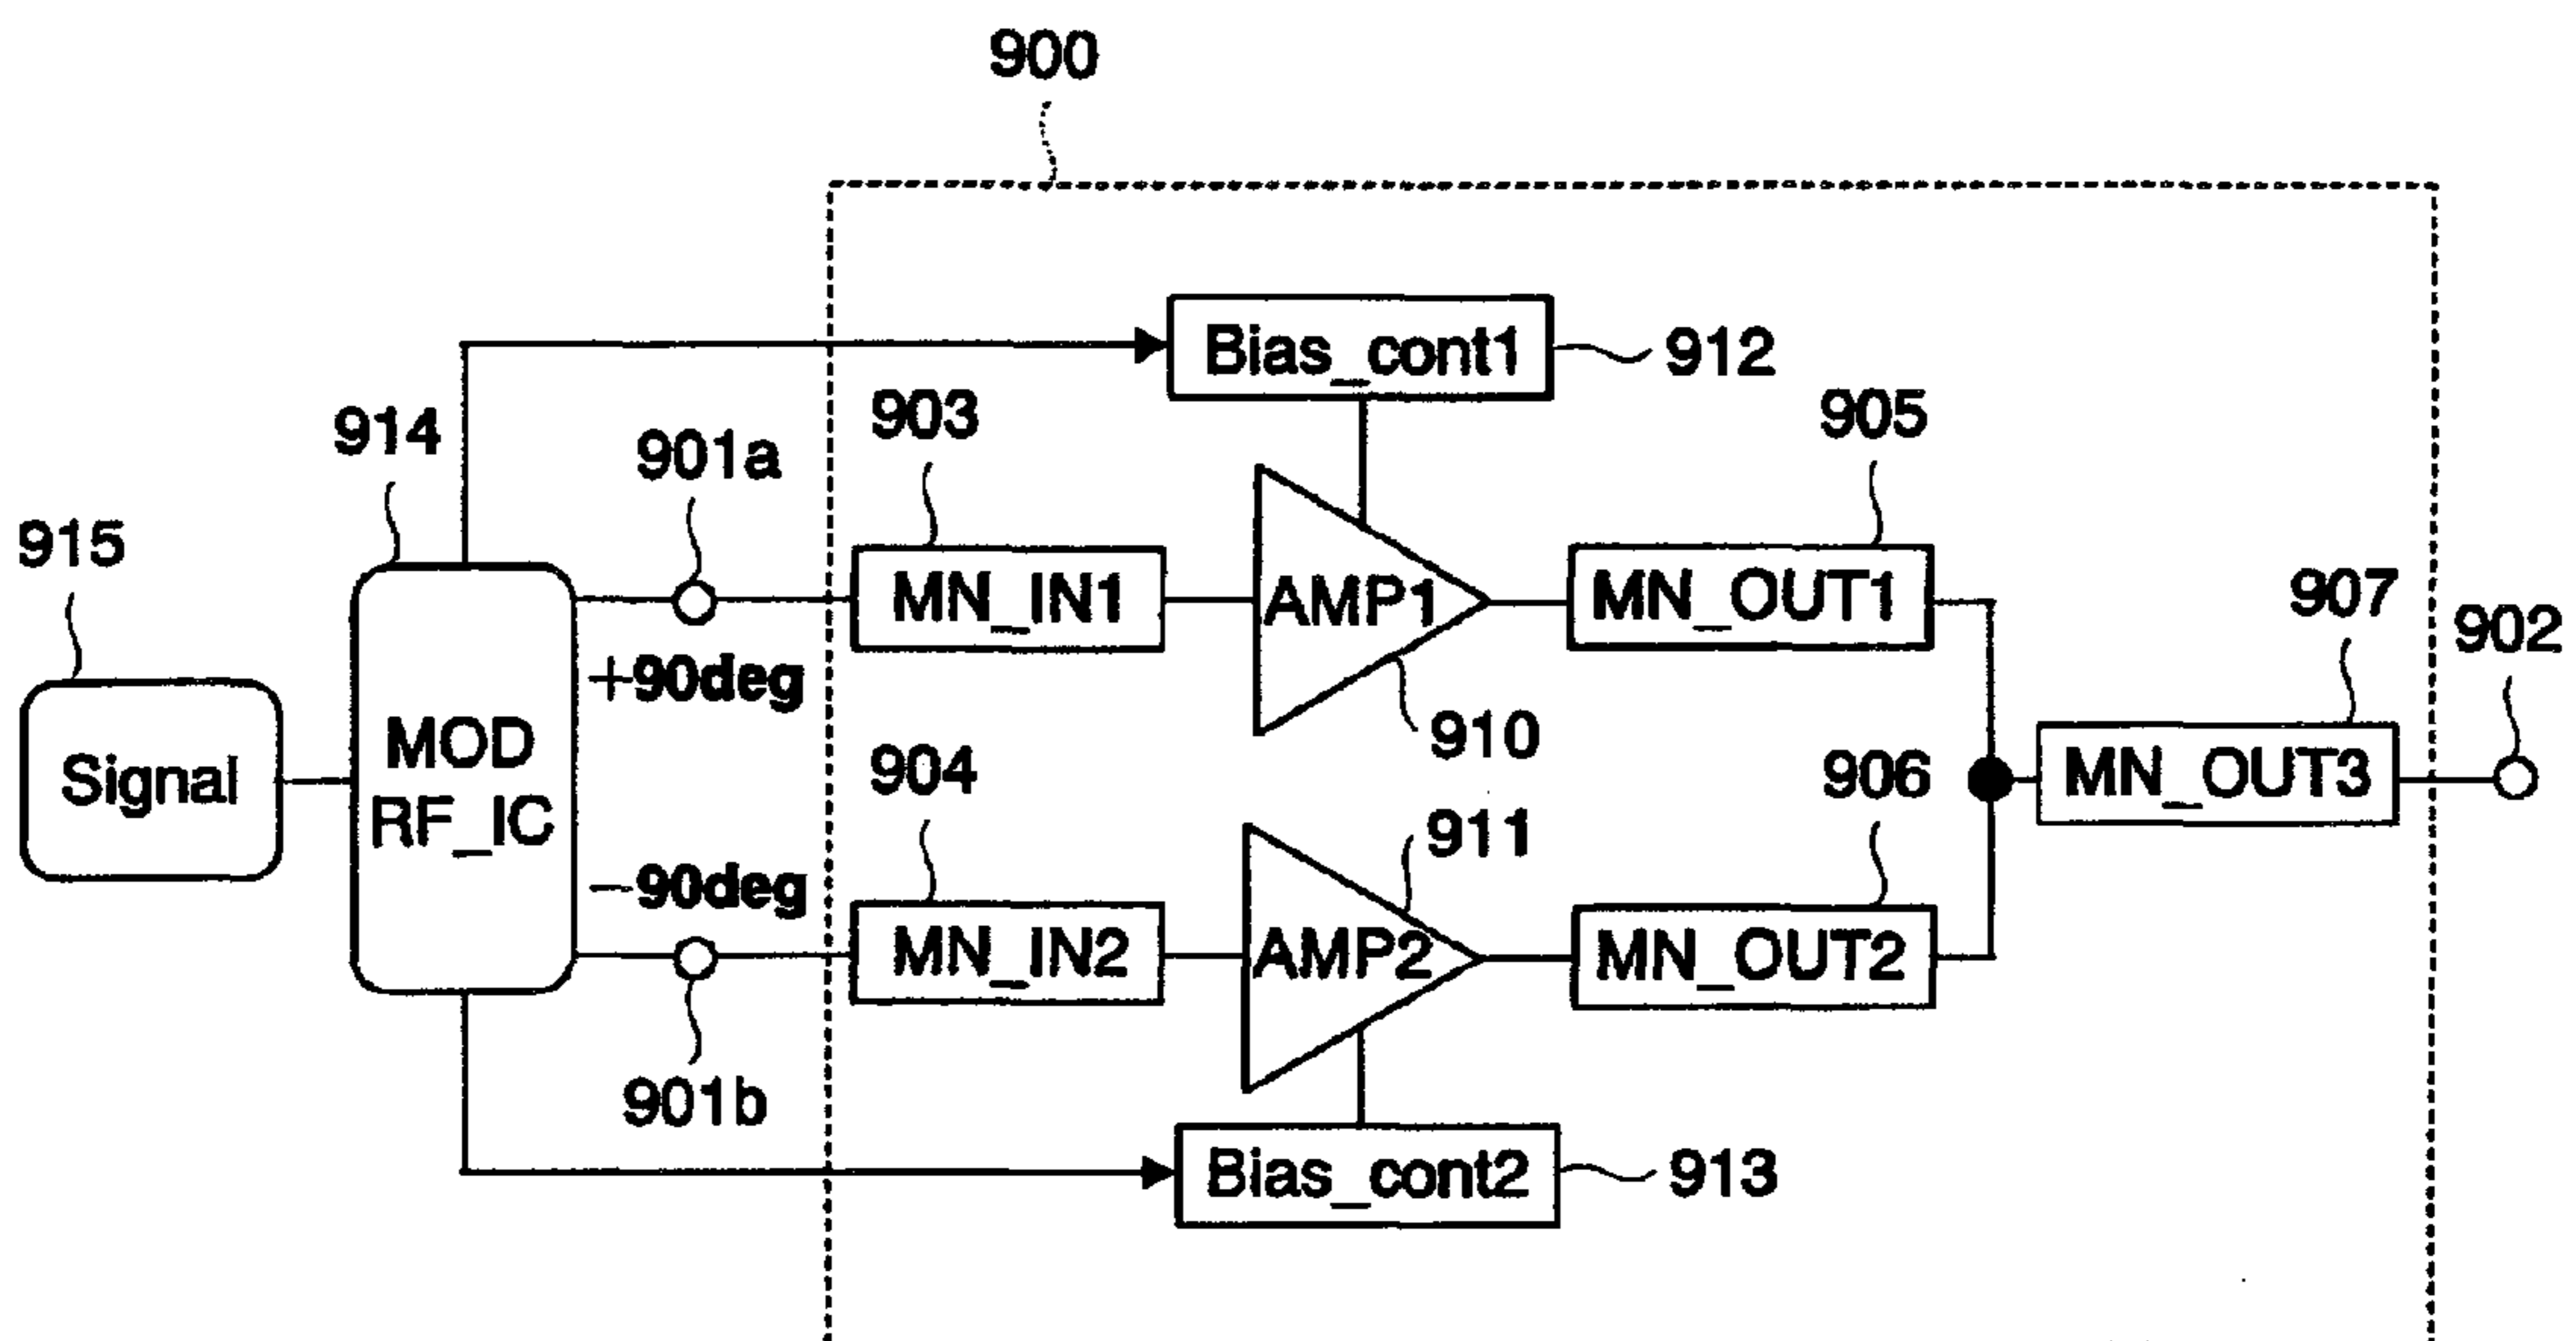 900
Bias_cont1
912
903
905
914
901a
915
MN_IN1
AMP1
MN_OUT1
907
902
+90deg
910
Signal
MOD
RF_IC
904
906
MN_OUT3
911
−90deg
MN_IN2
AMP2
MN_OUT2
901b
Bias_cont2
913